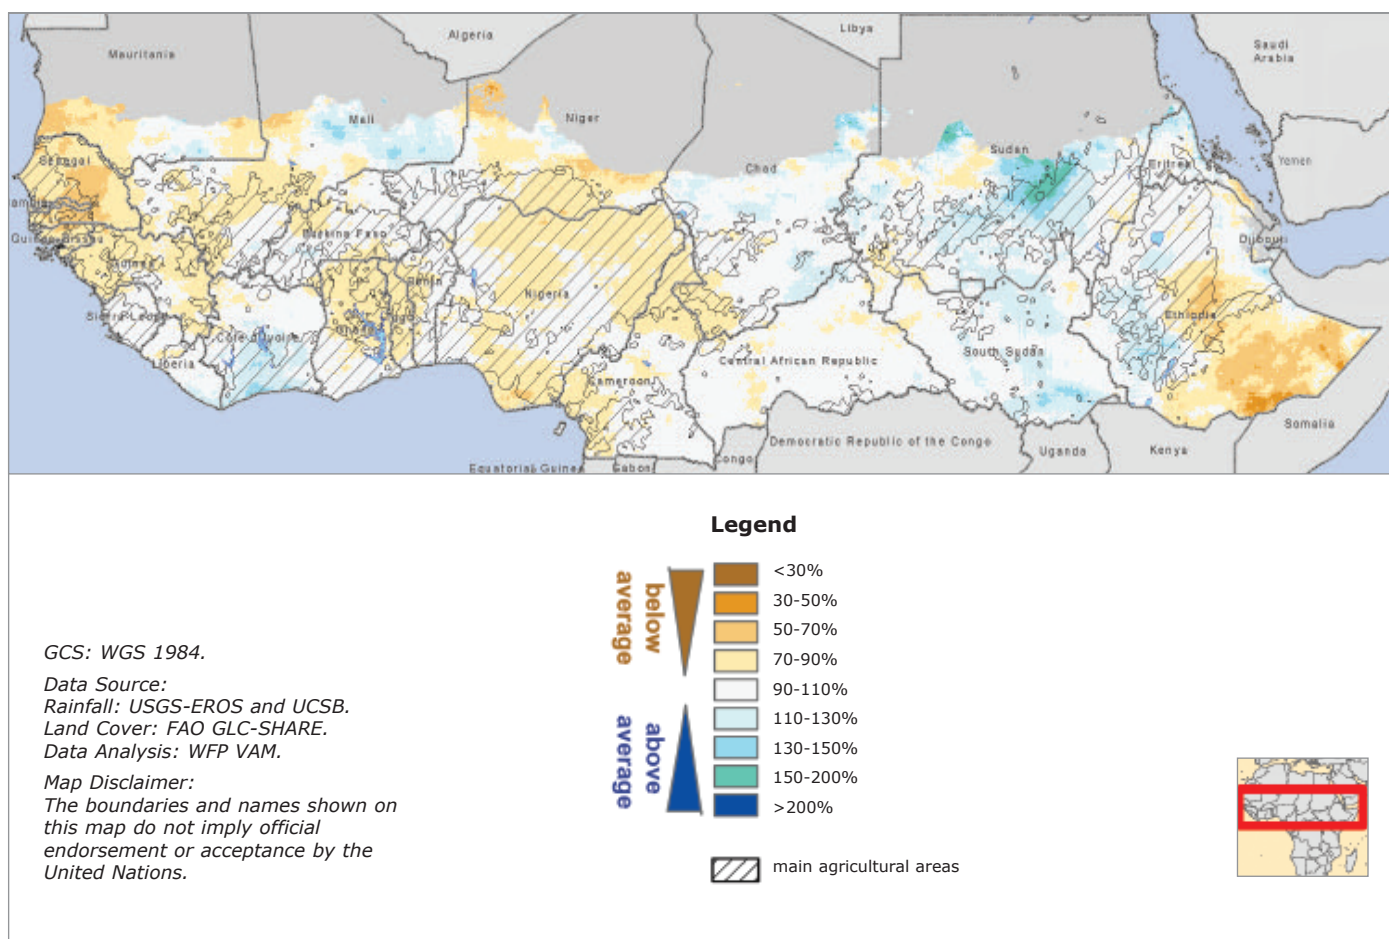 Algeria
Libya
Saudi
Arabia
Mauritania
Mali
Niger
Chad
Sudan
Eritrea
Yemen
Senegal
Guinea-Bissau
Guinea
Burkina Faso
Benin
Nigeria
Djibouti
Ethiopia
Sierra Leone
Liberia
Cote d'Ivoire
Ghana
Togo
Cameroon
Central African Republic
South Sudan
Somalia
Democratic Republic of the Congo
Uganda
Kenya
Equatorial Guinea
Gabon
Congo
Legend
below
average
above
average
<30%
30-50%
50-70%
70-90%
90-110%
110-130%
130-150%
150-200%
>200%
main agricultural areas
GCS: WGS 1984.
Data Source:
Rainfall: USGS-EROS and UCSB.
Land Cover: FAO GLC-SHARE.
Data Analysis: WFP VAM.
Map Disclaimer:
The boundaries and names shown on
this map do not imply official
endorsement or acceptance by the
United Nations.